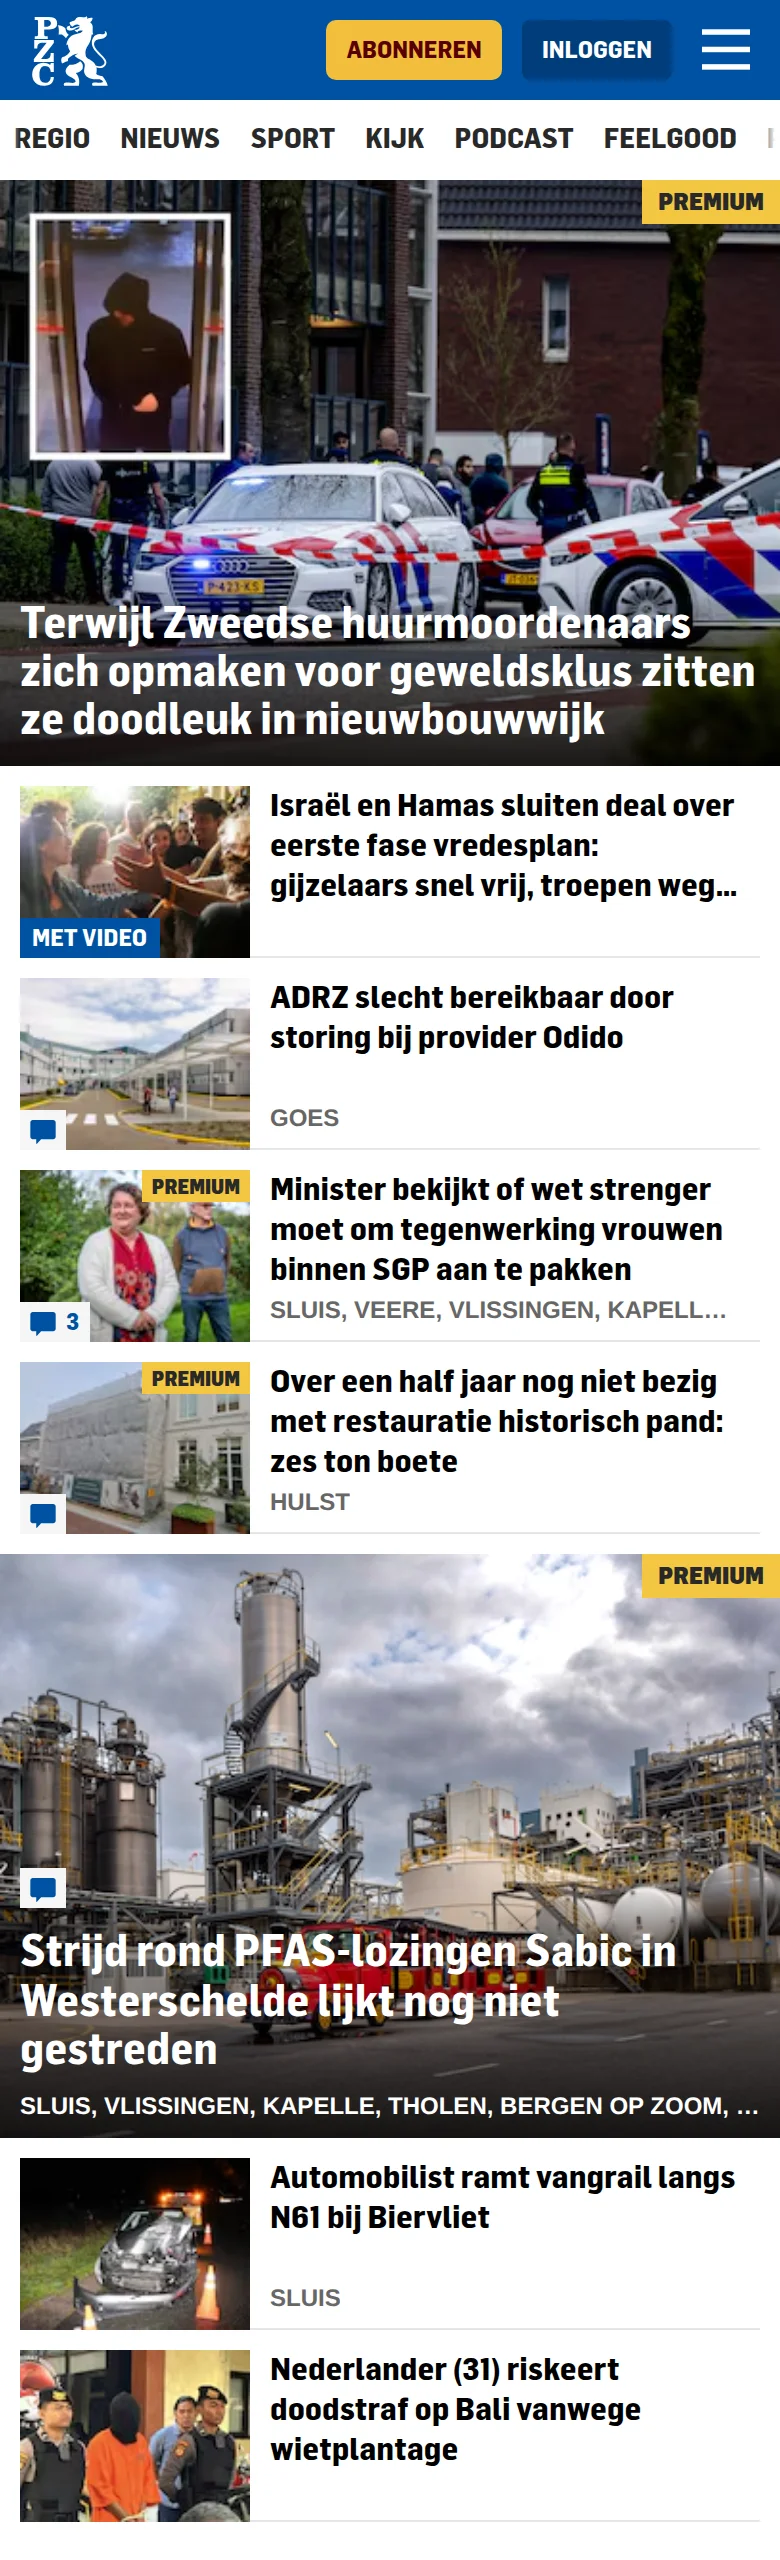 PZC
ABONNEREN
INLOGGEN
REGIO NIEUWS SPORT KIJK PODCAST FEELGOOD
PREMIUM
P-423-KS
Terwijl Zweedse huurmoordenaars
zich opmaken voor geweldsklus zitten
ze doodleuk in nieuwbouwwijk
Israël en Hamas sluiten deal over
eerste fase vredesplan:
gijzelaars snel vrij, troepen weg...
MET VIDEO
ADRZ slecht bereikbaar door
storing bij provider Odido
GOES
PREMIUM
Minister bekijkt of wet strenger
moet om tegenwerking vrouwen
binnen SGP aan te pakken
3
SLUIS, VEERE, VLISSINGEN, KAPELL...
PREMIUM
Over een half jaar nog niet bezig
met restauratie historisch pand:
zes ton boete
HULST
PREMIUM
Strijd rond PFAS-lozingen Sabic in
Westerschelde lijkt nog niet
gestreden
SLUIS, VLISSINGEN, KAPELLE, THOLEN, BERGEN OP ZOOM, ...
Automobilist ramt vangrail langs
N61 bij Biervliet
SLUIS
Nederlander (31) riskeert
doodstraf op Bali vanwege
wietplantage